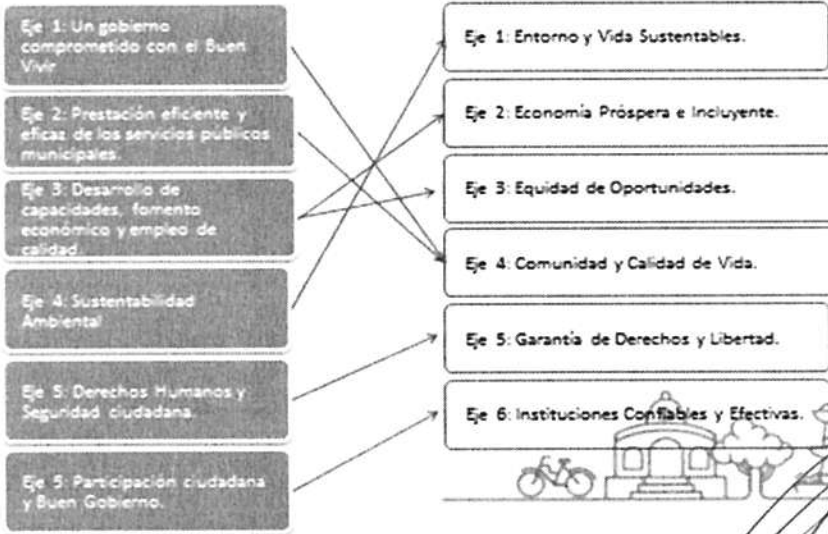 Eje 1: Un gobierno
comprometido con el Buen
Vivir
Eje 2: Prestación eficiente y
eficaz de los servicios públicos
municipales.
Eje 3: Desarrollo de
capacidades, fomento
económico y empleo de
calidad.
Eje 4: Sustentabilidad
Ambiental
Eje 5: Derechos Humanos y
Seguridad ciudadana.
Eje 5: Participación ciudadana
y Buen Gobierno.
Eje 1: Entorno y Vida Sustentables.
Eje 2: Economía Próspera e Incluyente.
Eje 3: Equidad de Oportunidades.
Eje 4: Comunidad y Calidad de Vida.
Eje 5: Garantía de Derechos y Libertad.
Eje 6: Instituciones Confiables y Efectivas.